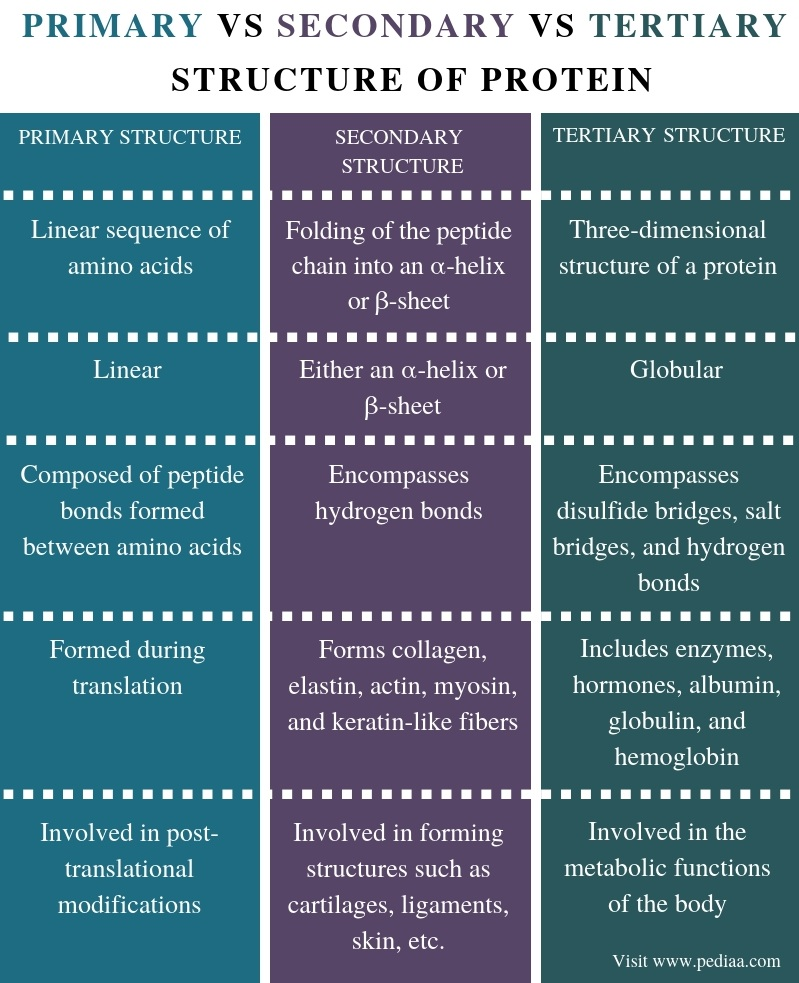 PRIMARY VS SECONDARY VS TERTIARY
STRUCTURE OF PROTEIN
PRIMARY STRUCTURE
SECONDARY
STRUCTURE
TERTIARY STRUCTURE
Linear sequence of
amino acids
Folding of the peptide
chain into an α-helix
or β-sheet
Three-dimensional
structure of a protein
Linear
Either an α-helix or
β-sheet
Globular
Composed of peptide
bonds formed
between amino acids
Encompasses
hydrogen bonds
Encompasses
disulfide bridges, salt
bridges, and hydrogen
bonds
Formed during
translation
Forms collagen,
elastin, actin, myosin,
and keratin-like fibers
Includes enzymes,
hormones, albumin,
globulin, and
hemoglobin
Involved in post-
translational
modifications
Involved in forming
structures such as
cartilages, ligaments,
skin, etc.
Involved in the
metabolic functions
of the body
Visit www.pediaa.com